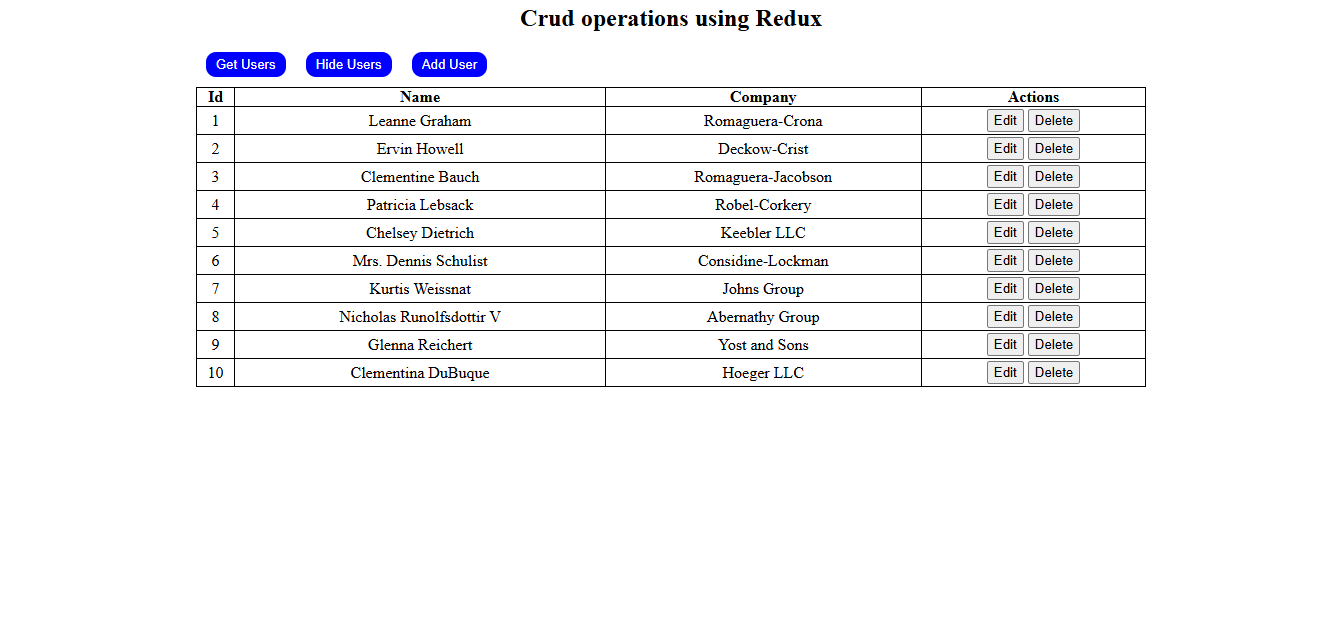 Crud operations using Redux
Get Users Hide Users Add User
Id Name Company Actions
1 Leanne Graham Romaguera-Crona Edit Delete
2 Ervin Howell Deckow-Crist Edit Delete
3 Clementine Bauch Romaguera-Jacobson Edit Delete
4 Patricia Lebsack Robel-Corkery Edit Delete
5 Chelsey Dietrich Keebler LLC Edit Delete
6 Mrs. Dennis Schulist Considine-Lockman Edit Delete
7 Kurtis Weissnat Johns Group Edit Delete
8 Nicholas Runolfsdottir V Abernathy Group Edit Delete
9 Glenna Reichert Yost and Sons Edit Delete
10 Clementina DuBuque Hoeger LLC Edit Delete